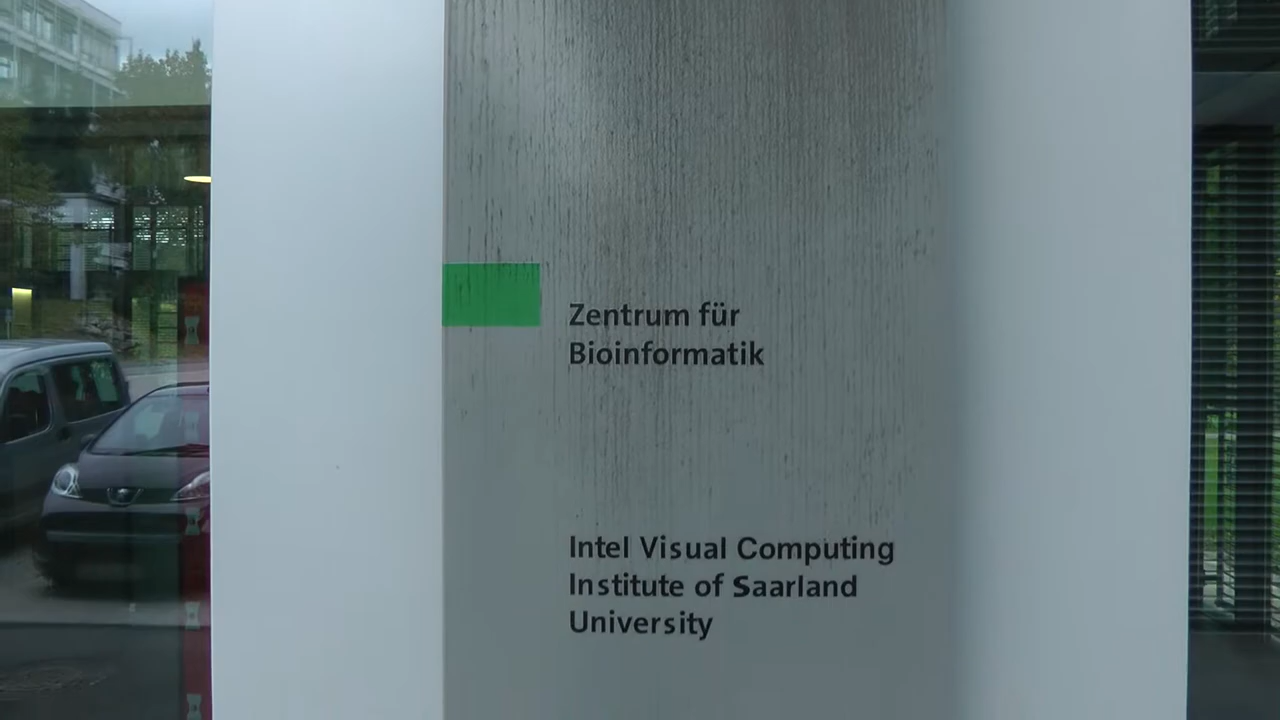 Zentrum für
Bioinformatik
Intel Visual Computing
Institute of Saarland
University